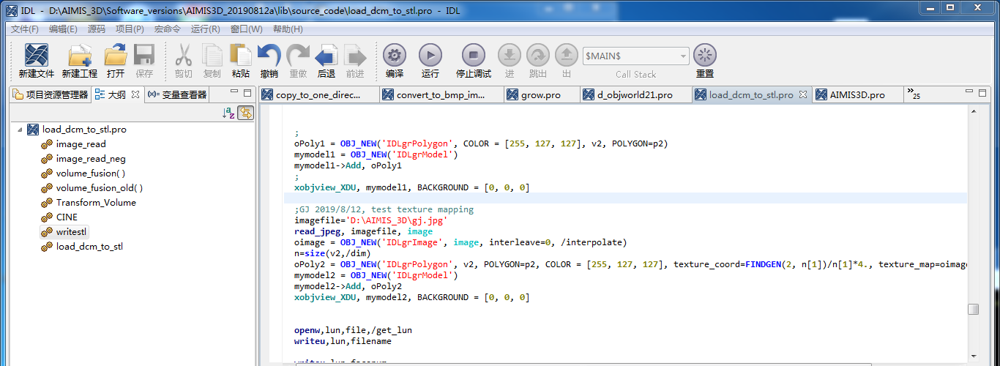 IDL - D:\AIMIS_3D\Software_versions\AIMIS3D_20190812a\lib\source_code\load_dcm_to_stl.pro - IDL
文件(F) 编辑(E) 源码 项目(P) 宏命令 运行(R) 窗口(W) 帮助(H)
新建文件 新建工程 打开 保存 剪切 复制 粘贴 撤销 重做 后退 前进 编译 运行 停止调试 进 跳出 出 $MAIN$ Call Stack 重置
项目资源管理器 大纲 变量查看器
copy_to_one_direc... convert_to_bmp_im... grow.pro d_objworld21.pro load_dcm_to_stl.pro AIMIS3D.pro »25
load_dcm_to_stl.pro
image_read
image_read_neg
volume_fusion( )
volume_fusion_old( )
Transform_Volume
CINE
writestl
load_dcm_to_stl
;
oPoly1 = OBJ_NEW('IDLgrPolygon', COLOR = [255, 127, 127], v2, POLYGON=p2)
mymodel1 = OBJ_NEW('IDLgrModel')
mymodel1->Add, oPoly1
;
xobjview_XDU, mymodel1, BACKGROUND = [0, 0, 0]
;GJ 2019/8/12, test texture mapping
imagefile='D:\AIMIS_3D\gj.jpg'
read_jpeg, imagefile, image
oimage = OBJ_NEW('IDLgrImage', image, interleave=0, /interpolate)
n=size(v2,/dim)
oPoly2 = OBJ_NEW('IDLgrPolygon', v2, POLYGON=p2, COLOR = [255, 127, 127], texture_coord=FINDGEN(2, n[1])/n[1]*4., texture_map=oimage
mymodel2 = OBJ_NEW('IDLgrModel')
mymodel2->Add, oPoly2
xobjview_XDU, mymodel2, BACKGROUND = [0, 0, 0]
openw,lun,file,/get_lun
writeu,lun,filename